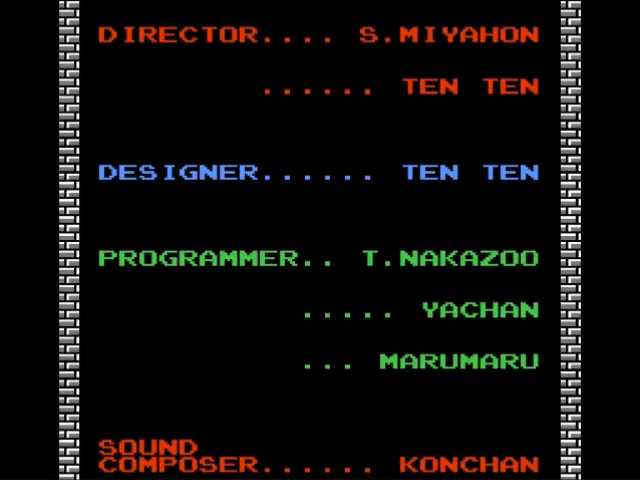 DIRECTOR.... S.MIYAHON
...... TEN TEN
DESIGNER...... TEN TEN
PROGRAMMER.. T.NAKAZOO
..... YACHAN
... MARUMARU
SOUND
COMPOSER...... KONCHAN